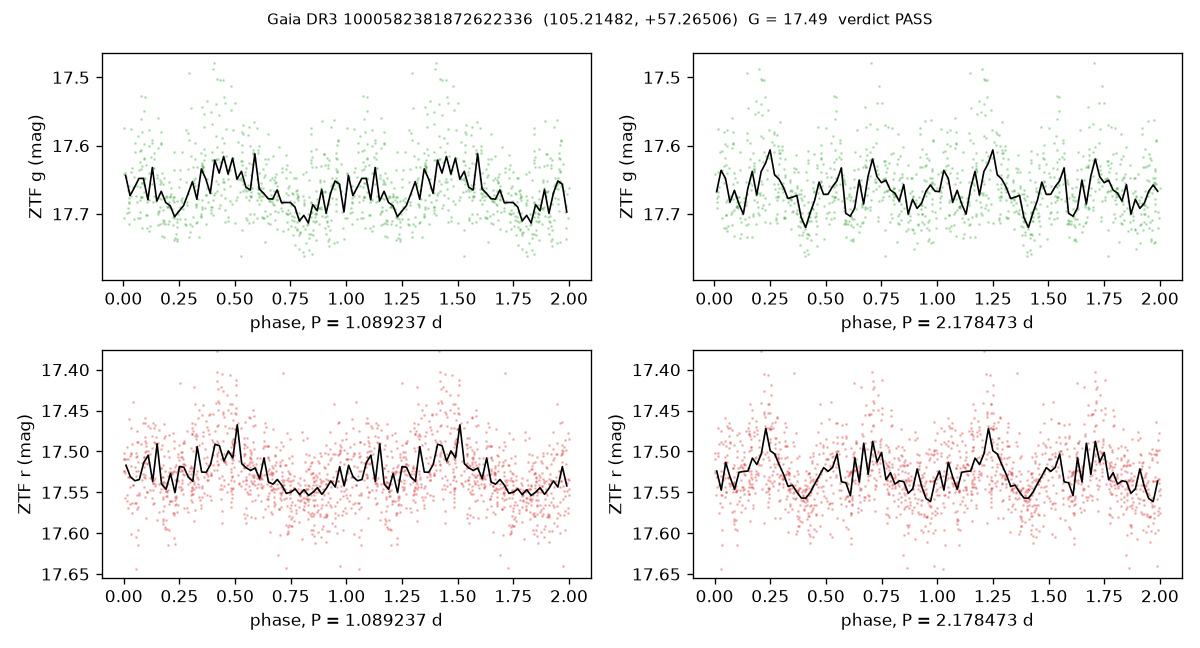 Gaia DR3 1000582381872622336  (105.21482, +57.26506)  G = 17.49  verdict PASS
ZTF g (mag)
17.5
17.6
17.7
0.00 0.25 0.50 0.75 1.00 1.25 1.50 1.75 2.00
phase, P = 1.089237 d
ZTF g (mag)
17.5
17.6
17.7
0.00 0.25 0.50 0.75 1.00 1.25 1.50 1.75 2.00
phase, P = 2.178473 d
ZTF r (mag)
17.40
17.45
17.50
17.55
17.60
17.65
0.00 0.25 0.50 0.75 1.00 1.25 1.50 1.75 2.00
phase, P = 1.089237 d
ZTF r (mag)
17.40
17.45
17.50
17.55
17.60
17.65
0.00 0.25 0.50 0.75 1.00 1.25 1.50 1.75 2.00
phase, P = 2.178473 d